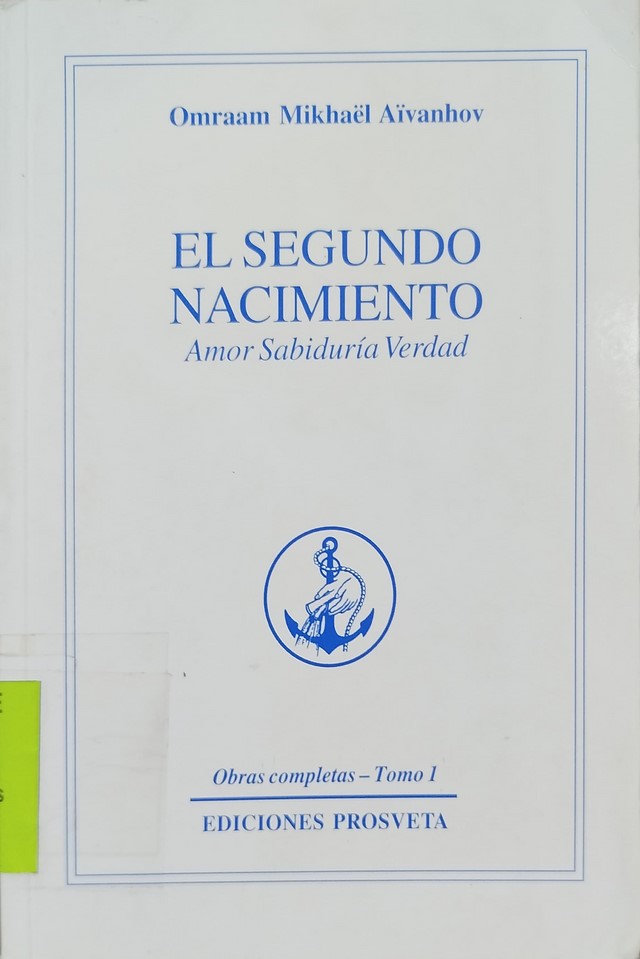 Omraam Mikhaël Aïvanhov
EL SEGUNDO
NACIMIENTO
Amor Sabiduría Verdad
Obras completas – Tomo 1
EDICIONES PROSVETA